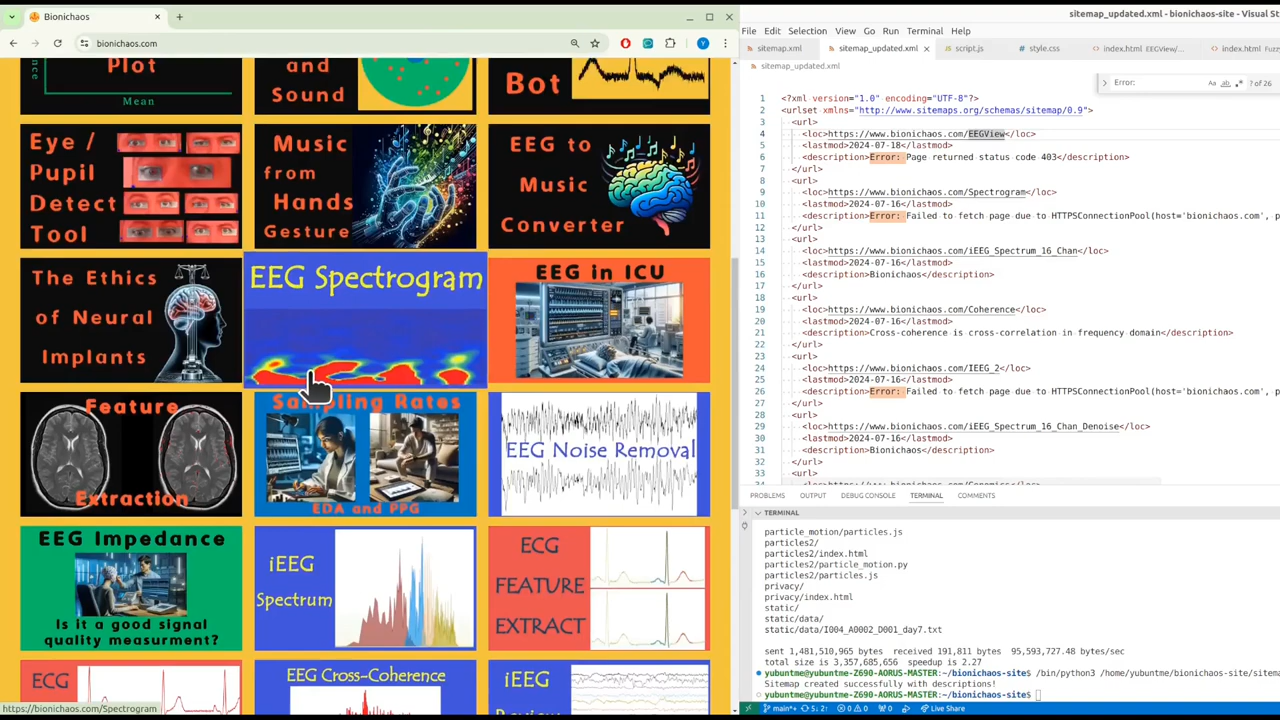 Bionichaos
bionichaos.com
Plot
Mean
and
Sound
Bot
Eye /
Pupil
Detect
Tool
Music
from
Hands
Gesture
EEG to
Music
Converter
The Ethics
of Neural
Implants
EEG Spectrogram
EEG in ICU
Feature
Extraction
Sampling Rates
EDA and PPG
EEG Noise Removal
EEG Impedance
Is it a good signal
quality measurment?
iEEG
Spectrum
ECG
FEATURE
EXTRACT
ECG
EEG Cross-Coherence
iEEG
https://bionichaos.com/Spectrogram
sitemap_updated.xml - bionichaos-site - Visual St
File Edit Selection View Go Run Terminal Help
sitemap.xml sitemap_updated.xml script.js style.css index.html EEGView/... index.html Fuzz
sitemap_updated.xml
Error: ? of 26
1 <?xml version="1.0" encoding="UTF-8"?>
2 <urlset xmlns="http://www.sitemaps.org/schemas/sitemap/0.9">
3 <url>
4 <loc>https://www.bionichaos.com/EEGView</loc>
5 <lastmod>2024-07-18</lastmod>
6 <description>Error: Page returned status code 403</description>
7 </url>
8 <url>
9 <loc>https://www.bionichaos.com/Spectrogram</loc>
10 <lastmod>2024-07-16</lastmod>
11 <description>Error: Failed to fetch page due to HTTPSConnectionPool(host='bionichaos.com', p
12 </url>
13 <url>
14 <loc>https://www.bionichaos.com/iEEG_Spectrum_16_Chan</loc>
15 <lastmod>2024-07-16</lastmod>
16 <description>Bionichaos</description>
17 </url>
18 <url>
19 <loc>https://www.bionichaos.com/Coherence</loc>
20 <lastmod>2024-07-16</lastmod>
21 <description>Cross-coherence is cross-correlation in frequency domain</description>
22 </url>
23 <url>
24 <loc>https://www.bionichaos.com/IEEG_2</loc>
25 <lastmod>2024-07-16</lastmod>
26 <description>Error: Failed to fetch page due to HTTPSConnectionPool(host='bionichaos.com', p
27 </url>
28 <url>
29 <loc>https://www.bionichaos.com/iEEG_Spectrum_16_Chan_Denoise</loc>
30 <lastmod>2024-07-16</lastmod>
31 <description>Bionichaos</description>
32 </url>
33 <url>
PROBLEMS OUTPUT DEBUG CONSOLE TERMINAL COMMENTS
TERMINAL
particle_motion/particles.js
particles2/
particles2/index.html
particles2/particle_motion.py
particles2/particles.js
privacy/
privacy/index.html
static/
static/data/
static/data/I004_A0002_D001_day7.txt
sent 1,481,510,965 bytes received 191,811 bytes 95,593,727.48 bytes/sec
total size is 3,357,685,656 speedup is 2.27
yubuntme@yubuntme-Z690-AORUS-MASTER:~/bionichaos-site$ /bin/python3 /home/yubuntme/bionichaos-site/sitema
Sitemap created successfully with descriptions!
yubuntme@yubuntme-Z690-AORUS-MASTER:~/bionichaos-site$
main*+ 5↓ 2↑ 0 0 0 Live Share